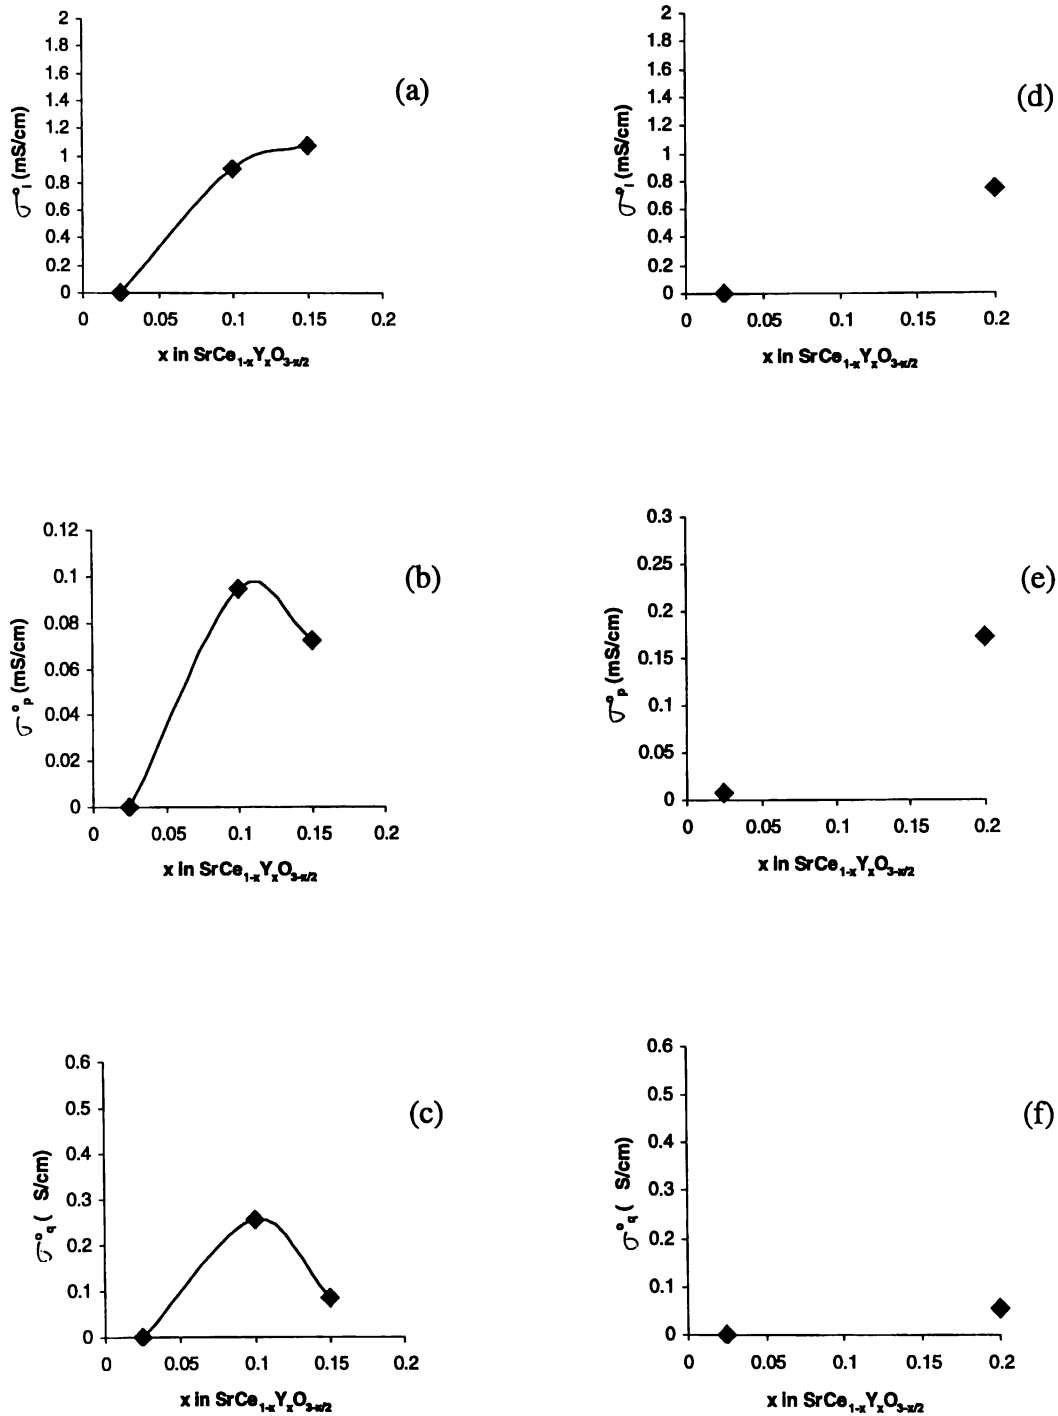 2
1.8
1.6
1.4
1.2
1
0.8
0.6
0.4
0.2
0
σ°ᵢ (mS/cm)
(a)
0 0.05 0.1 0.15 0.2
x in SrCe₁₋ₓYₓO₃₋ₓ/₂
2
1.8
1.6
1.4
1.2
1
0.8
0.6
0.4
0.2
0
σ°ᵢ (mS/cm)
(d)
0 0.05 0.1 0.15 0.2
x in SrCe₁₋ₓYₓO₃₋ₓ/₂
0.12
0.1
0.08
0.06
0.04
0.02
0
σ°ₚ (mS/cm)
(b)
0 0.05 0.1 0.15 0.2
x in SrCe₁₋ₓYₓO₃₋ₓ/₂
0.3
0.25
0.2
0.15
0.1
0.05
0
σ°ₚ (mS/cm)
(e)
0 0.05 0.1 0.15 0.2
x in SrCe₁₋ₓYₓO₃₋ₓ/₂
0.6
0.5
0.4
0.3
0.2
0.1
0
σ°q ( S/cm)
(c)
0 0.05 0.1 0.15 0.2
x in SrCe₁₋ₓYₓO₃₋ₓ/₂
0.6
0.5
0.4
0.3
0.2
0.1
0
σ°q ( S/cm)
(f)
0 0.05 0.1 0.15 0.2
x in SrCe₁₋ₓYₓO₃₋ₓ/₂